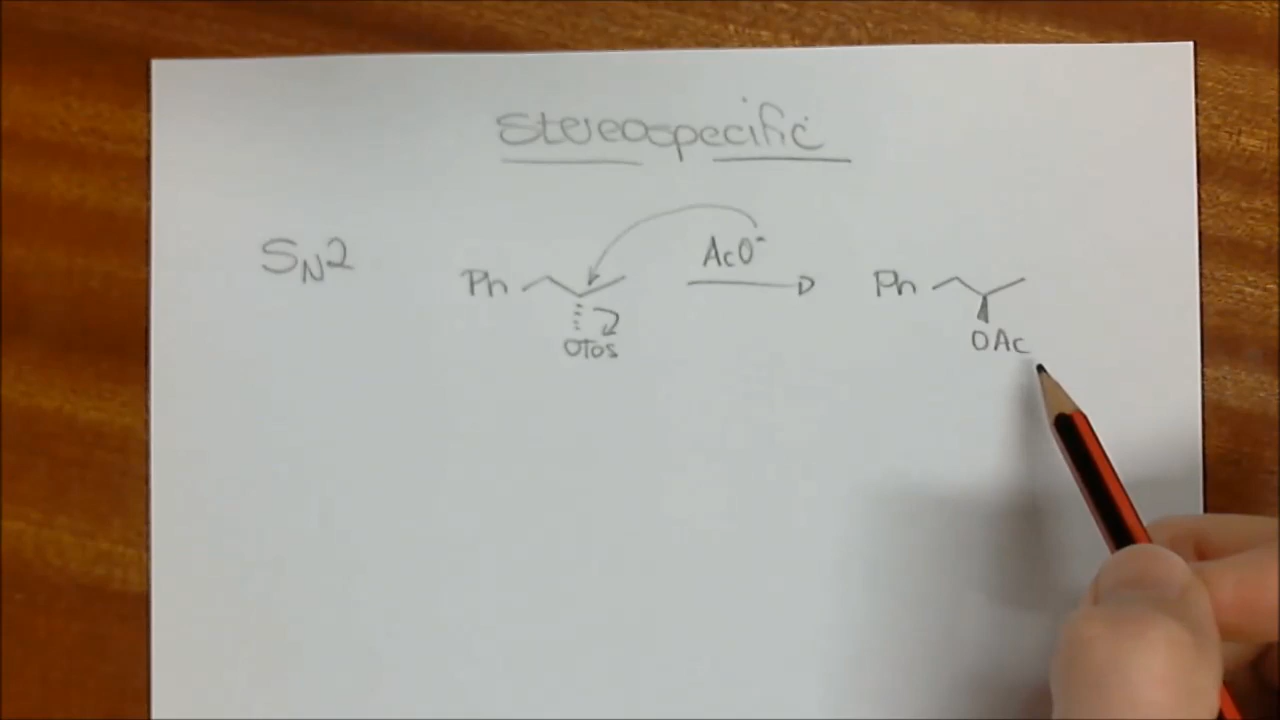 Stereospecific
SN2 Ph AcO⁻ Ph
OTos OAc